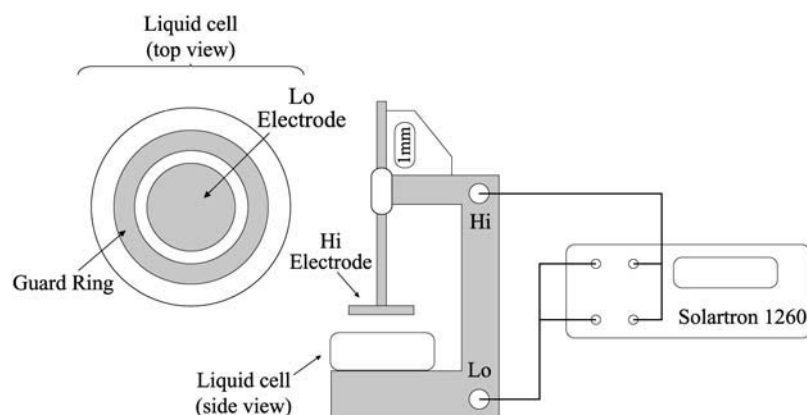 Liquid cell
(top view)
Lo
Electrode
1mm
Hi
Hi
Electrode
Guard Ring
Solartron 1260
Lo
Liquid cell
(side view)